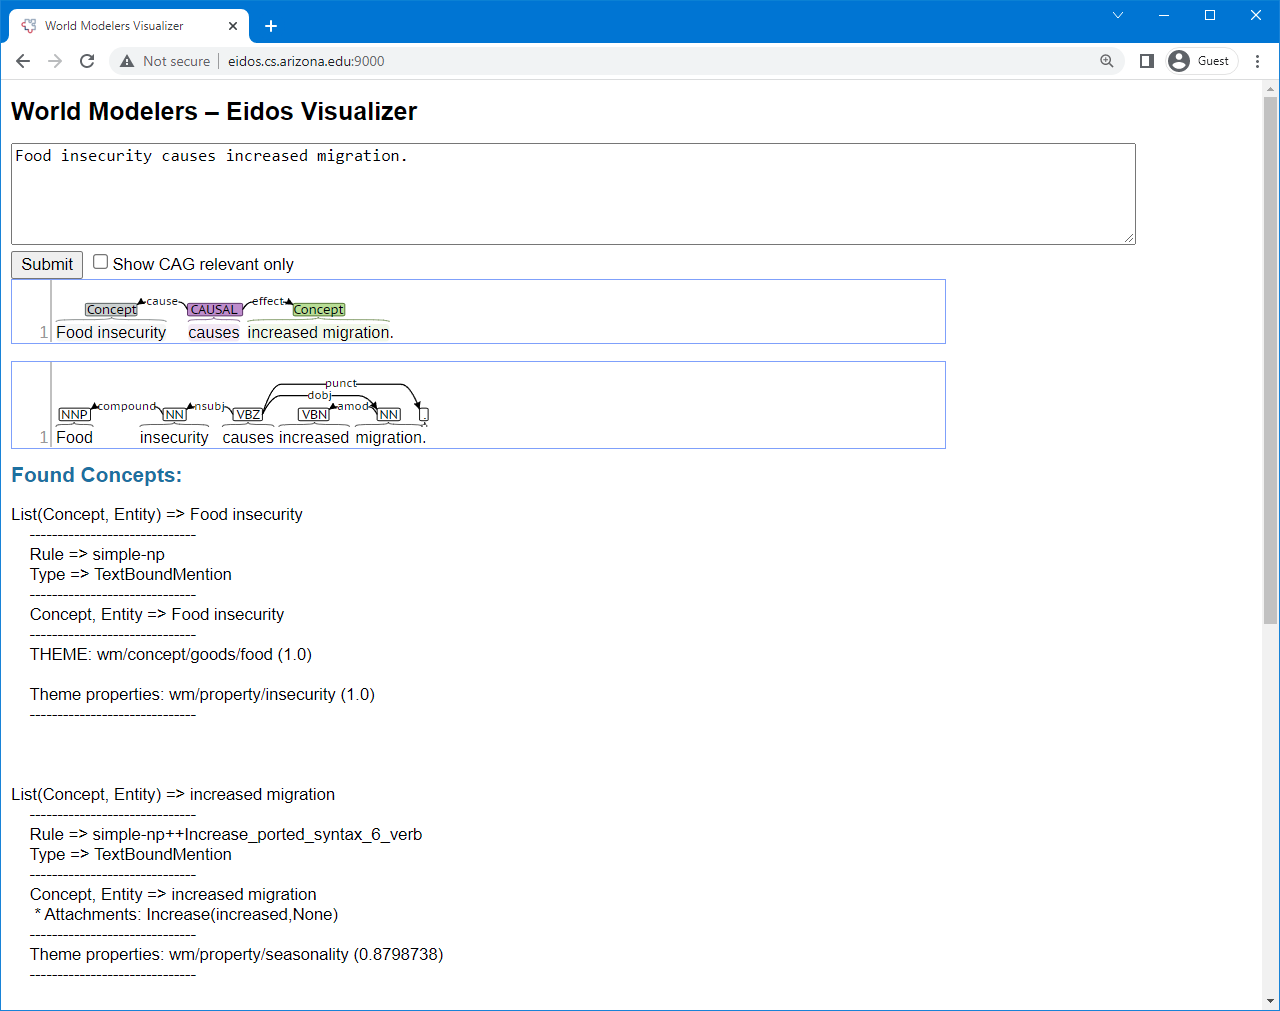 World Modelers Visualizer
Not secure
eidos.cs.arizona.edu:9000
Guest
World Modelers – Eidos Visualizer
Food insecurity causes increased migration.
Submit
Show CAG relevant only
Concept cause CAUSAL effect Concept
1 Food insecurity causes increased migration.
punct
dobj
compound nsubj amod
NNP NN VBZ VBN NN .
1 Food insecurity causes increased migration.
Found Concepts:
List(Concept, Entity) => Food insecurity
------------------------------
Rule => simple-np
Type => TextBoundMention
------------------------------
Concept, Entity => Food insecurity
------------------------------
THEME: wm/concept/goods/food (1.0)
Theme properties: wm/property/insecurity (1.0)
------------------------------
List(Concept, Entity) => increased migration
------------------------------
Rule => simple-np++Increase_ported_syntax_6_verb
Type => TextBoundMention
------------------------------
Concept, Entity => increased migration
* Attachments: Increase(increased,None)
------------------------------
Theme properties: wm/property/seasonality (0.8798738)
------------------------------